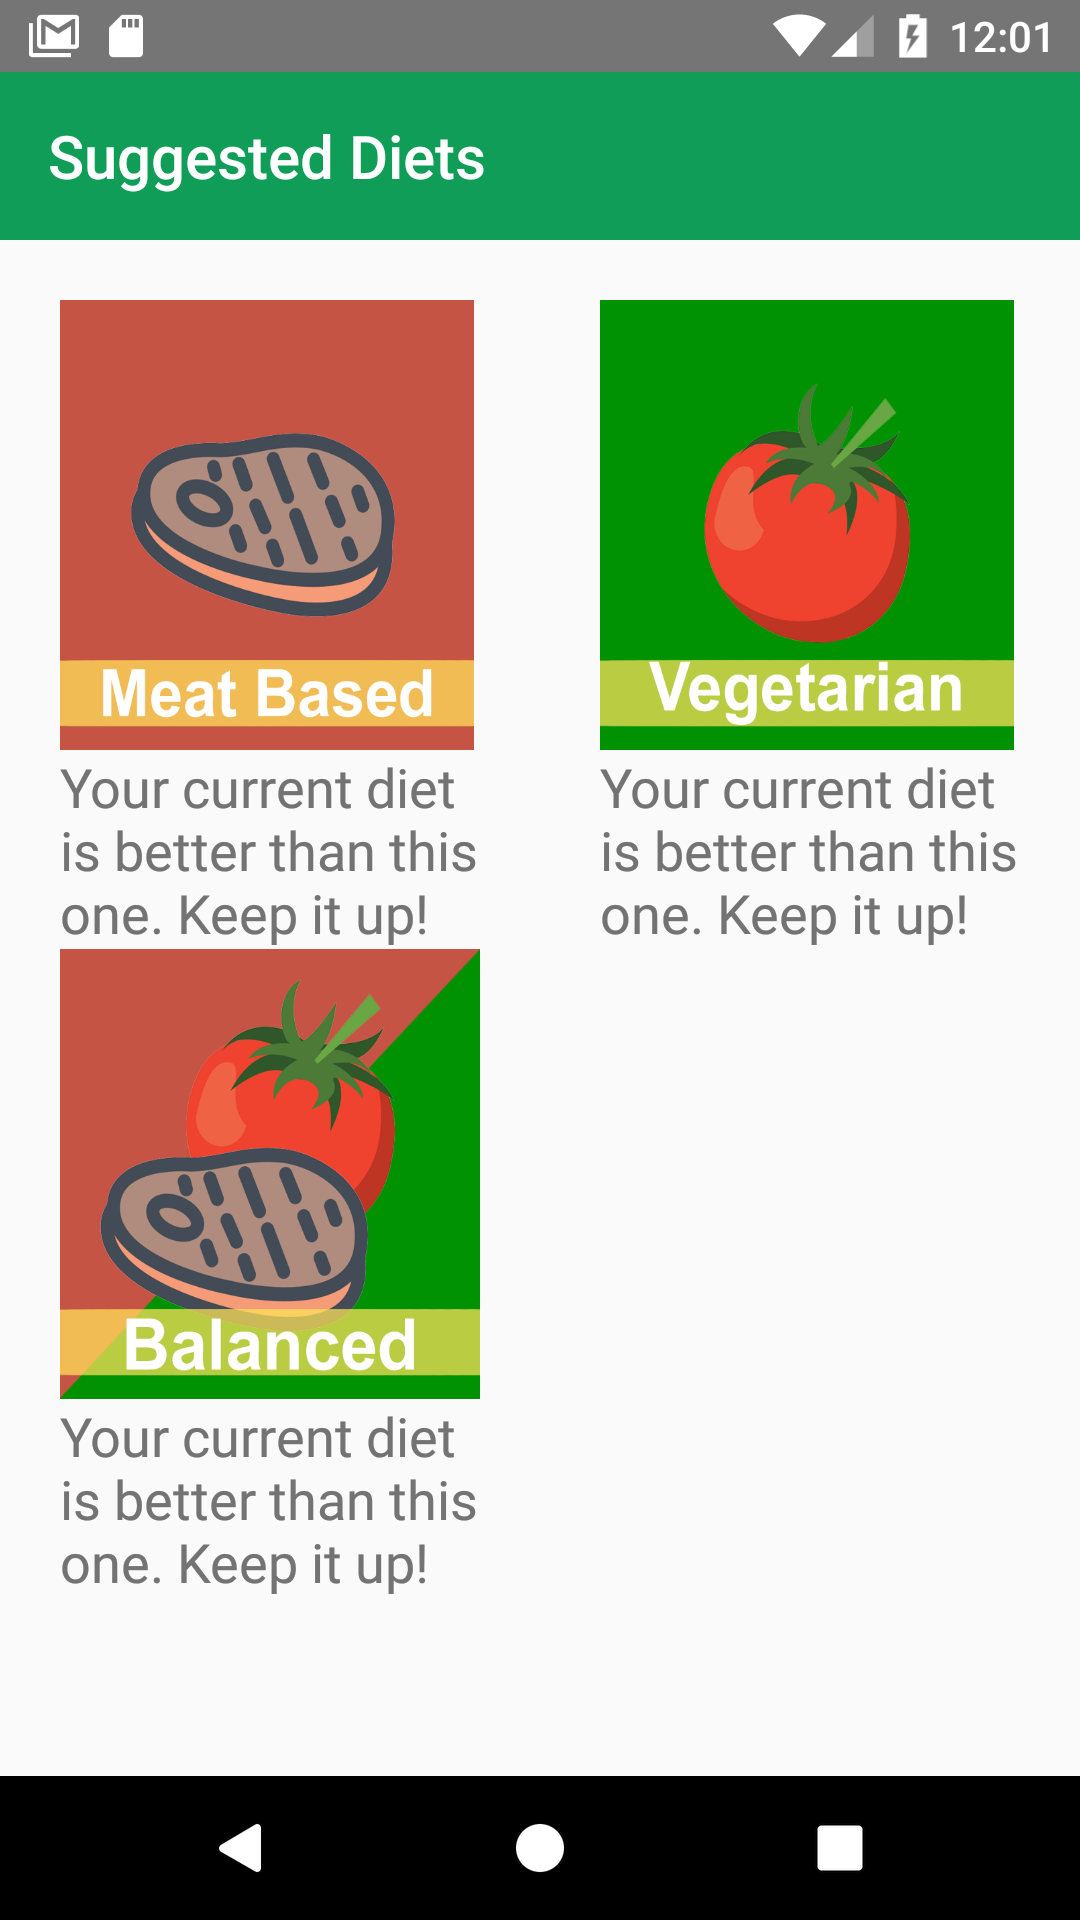 12:01
Suggested Diets
Meat Based
Vegetarian
Your current diet
is better than this
one. Keep it up!
Your current diet
is better than this
one. Keep it up!
Balanced
Your current diet
is better than this
one. Keep it up!